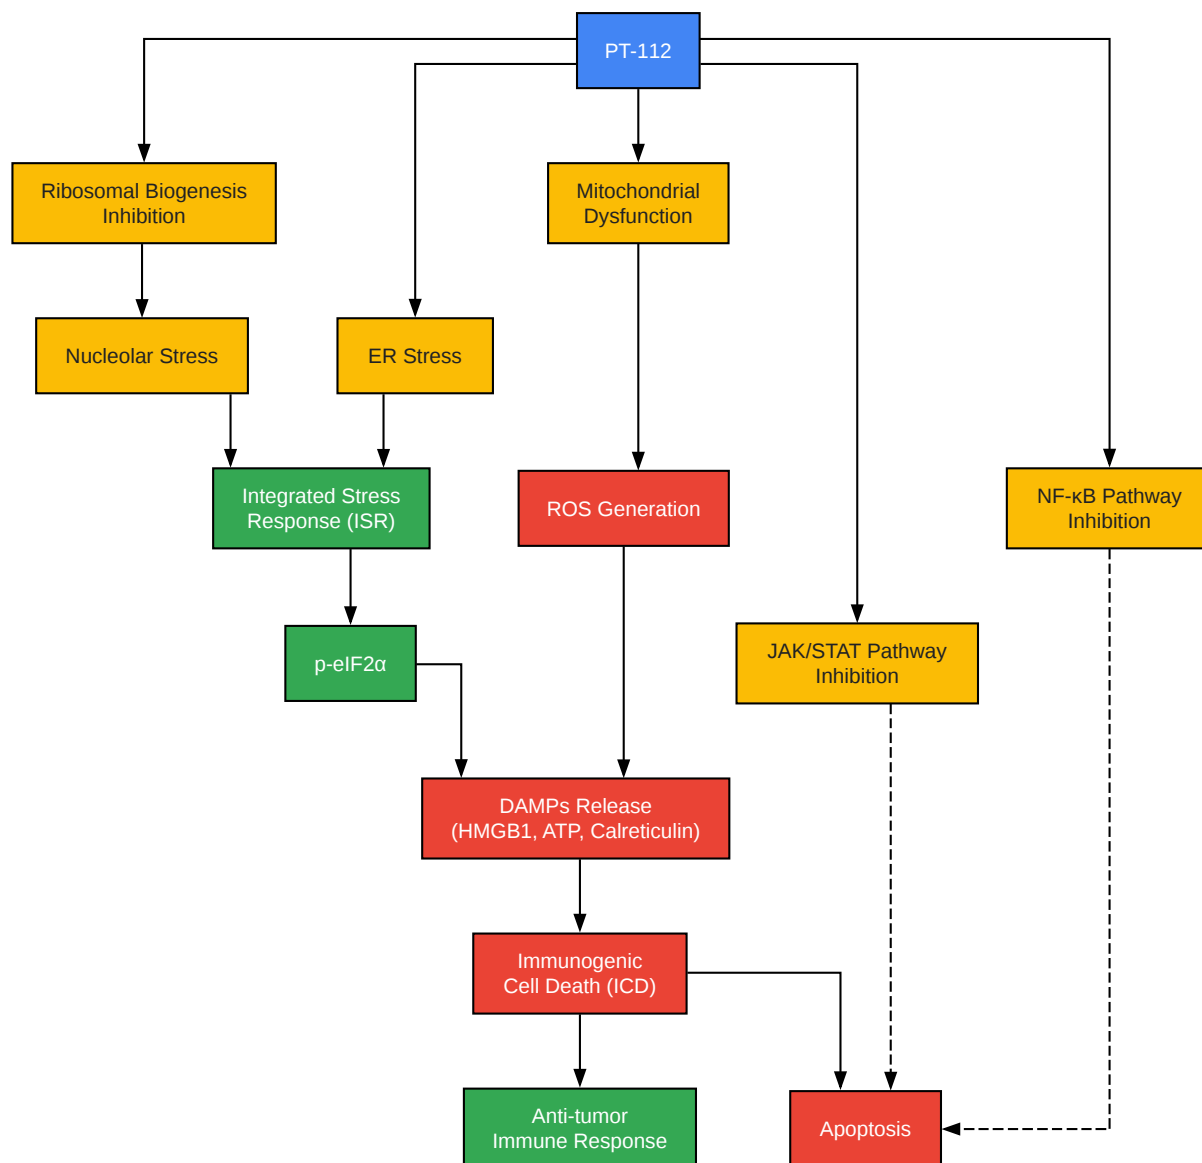 PT-112
Ribosomal Biogenesis
Inhibition
Mitochondrial
Dysfunction
Nucleolar Stress
ER Stress
Integrated Stress
Response (ISR)
ROS Generation
NF-κB Pathway
Inhibition
p-eIF2α
JAK/STAT Pathway
Inhibition
DAMPs Release
(HMGB1, ATP, Calreticulin)
Immunogenic
Cell Death (ICD)
Anti-tumor
Immune Response
Apoptosis